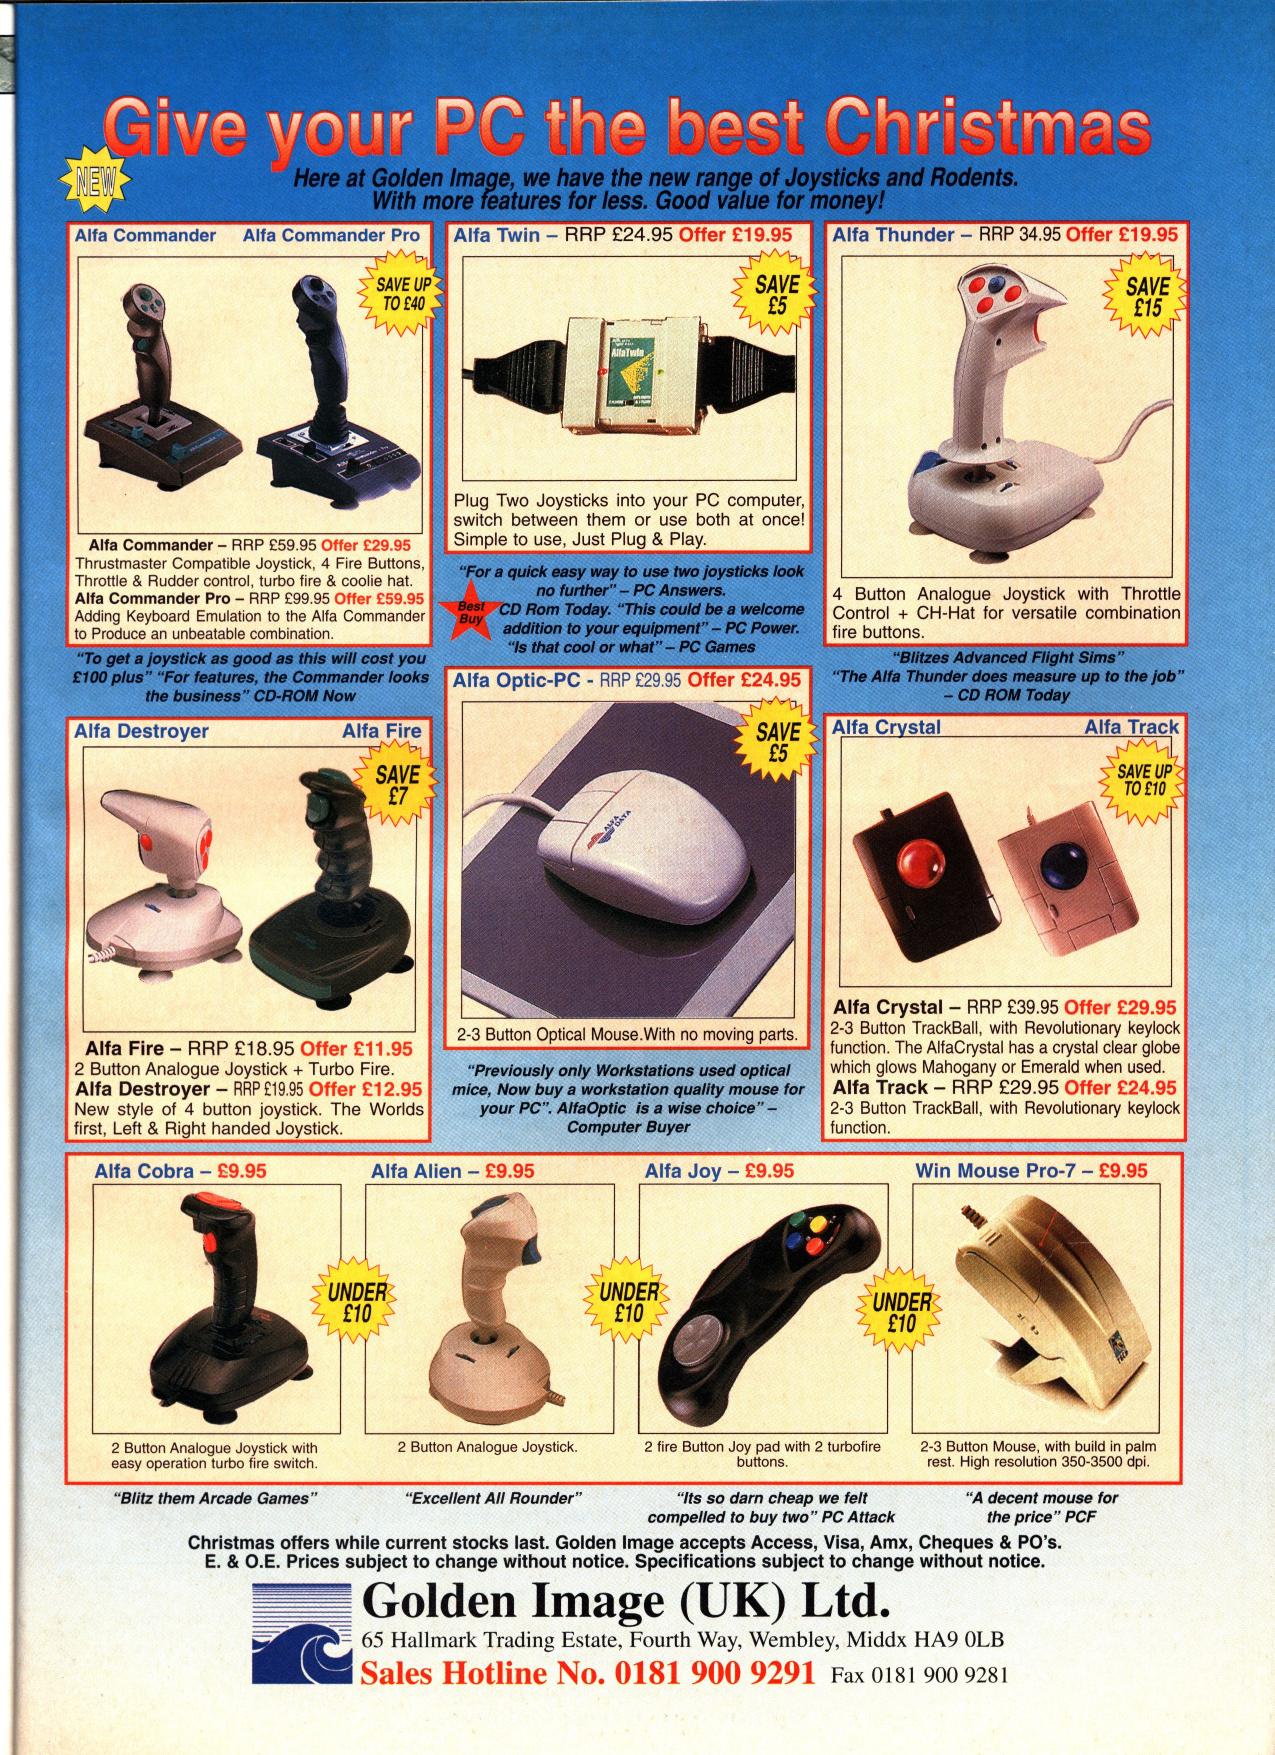 Give your PC the best Christmas
NEW
Here at Golden Image, we have the new range of Joysticks and Rodents.
With more features for less. Good value for money!
Alfa Commander Alfa Commander Pro
SAVE UP
TO £40
Alfa Commander – RRP £59.95 Offer £29.95
Thrustmaster Compatible Joystick, 4 Fire Buttons,
Throttle & Rudder control, turbo fire & coolie hat.
Alfa Commander Pro – RRP £99.95 Offer £59.95
Adding Keyboard Emulation to the Alfa Commander
to Produce an unbeatable combination.
"To get a joystick as good as this will cost you
£100 plus" "For features, the Commander looks
the business" CD-ROM Now
Alfa Twin – RRP £24.95 Offer £19.95
SAVE
£5
AlfaTwin
Plug Two Joysticks into your PC computer,
switch between them or use both at once!
Simple to use, Just Plug & Play.
"For a quick easy way to use two joysticks look
no further" – PC Answers.
Best
Buy
CD Rom Today. "This could be a welcome
addition to your equipment" – PC Power.
"Is that cool or what" – PC Games
Alfa Thunder – RRP 34.95 Offer £19.95
SAVE
£15
4 Button Analogue Joystick with Throttle
Control + CH-Hat for versatile combination
fire buttons.
"Blitzes Advanced Flight Sims"
"The Alfa Thunder does measure up to the job"
– CD ROM Today
Alfa Destroyer Alfa Fire
SAVE
£7
Alfa Fire – RRP £18.95 Offer £11.95
2 Button Analogue Joystick + Turbo Fire.
Alfa Destroyer – RRP £19.95 Offer £12.95
New style of 4 button joystick. The Worlds
first, Left & Right handed Joystick.
Alfa Optic-PC - RRP £29.95 Offer £24.95
SAVE
£5
ALFA
DATA
2-3 Button Optical Mouse.With no moving parts.
"Previously only Workstations used optical
mice, Now buy a workstation quality mouse for
your PC". AlfaOptic is a wise choice" –
Computer Buyer
Alfa Crystal Alfa Track
SAVE UP
TO £10
Alfa Crystal – RRP £39.95 Offer £29.95
2-3 Button TrackBall, with Revolutionary keylock
function. The AlfaCrystal has a crystal clear globe
which glows Mahogany or Emerald when used.
Alfa Track – RRP £29.95 Offer £24.95
2-3 Button TrackBall, with Revolutionary keylock
function.
Alfa Cobra – £9.95
UNDER
£10
2 Button Analogue Joystick with
easy operation turbo fire switch.
"Blitz them Arcade Games"
Alfa Alien – £9.95
UNDER
£10
2 Button Analogue Joystick.
"Excellent All Rounder"
Alfa Joy – £9.95
UNDER
£10
2 fire Button Joy pad with 2 turbofire
buttons.
"Its so darn cheap we felt
compelled to buy two" PC Attack
Win Mouse Pro-7 – £9.95
2-3 Button Mouse, with build in palm
rest. High resolution 350-3500 dpi.
"A decent mouse for
the price" PCF
Christmas offers while current stocks last. Golden Image accepts Access, Visa, Amx, Cheques & PO's.
E. & O.E. Prices subject to change without notice. Specifications subject to change without notice.
Golden Image (UK) Ltd.
65 Hallmark Trading Estate, Fourth Way, Wembley, Middx HA9 0LB
Sales Hotline No. 0181 900 9291 Fax 0181 900 9281